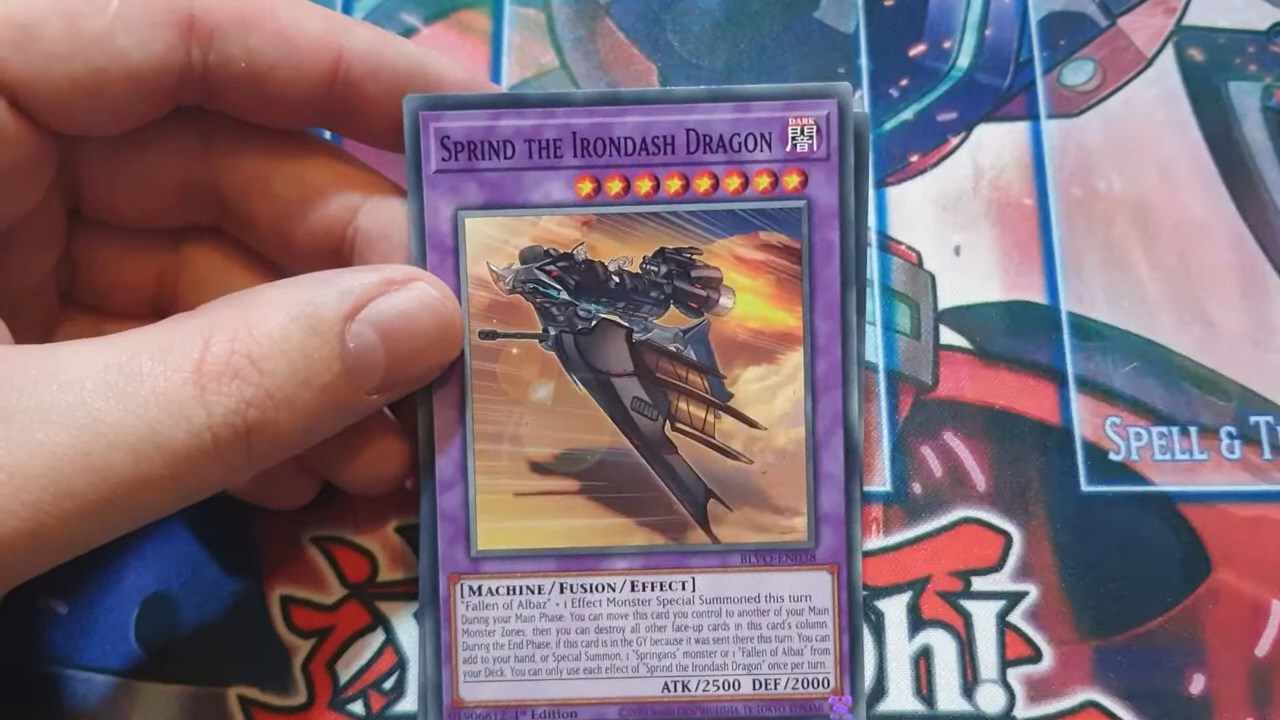 SPRIND THE IRONDASH DRAGON
DARK
闇
BLVO-EN038
[MACHINE/FUSION/EFFECT]
"Fallen of Albaz" + 1 Effect Monster Special Summoned this turn
During your Main Phase: You can move this card you control to another of your Main
Monster Zones, then you can destroy all other face-up cards in this card's column.
During the End Phase, if this card is in the GY because it was sent there this turn: You can
add to your hand, or Special Summon, 1 "Springans" monster or 1 "Fallen of Albaz" from
your Deck. You can only use each effect of "Sprind the Irondash Dragon" once per turn.
ATK/2500 DEF/2000
01906812 1st Edition
SPELL & T
oh!